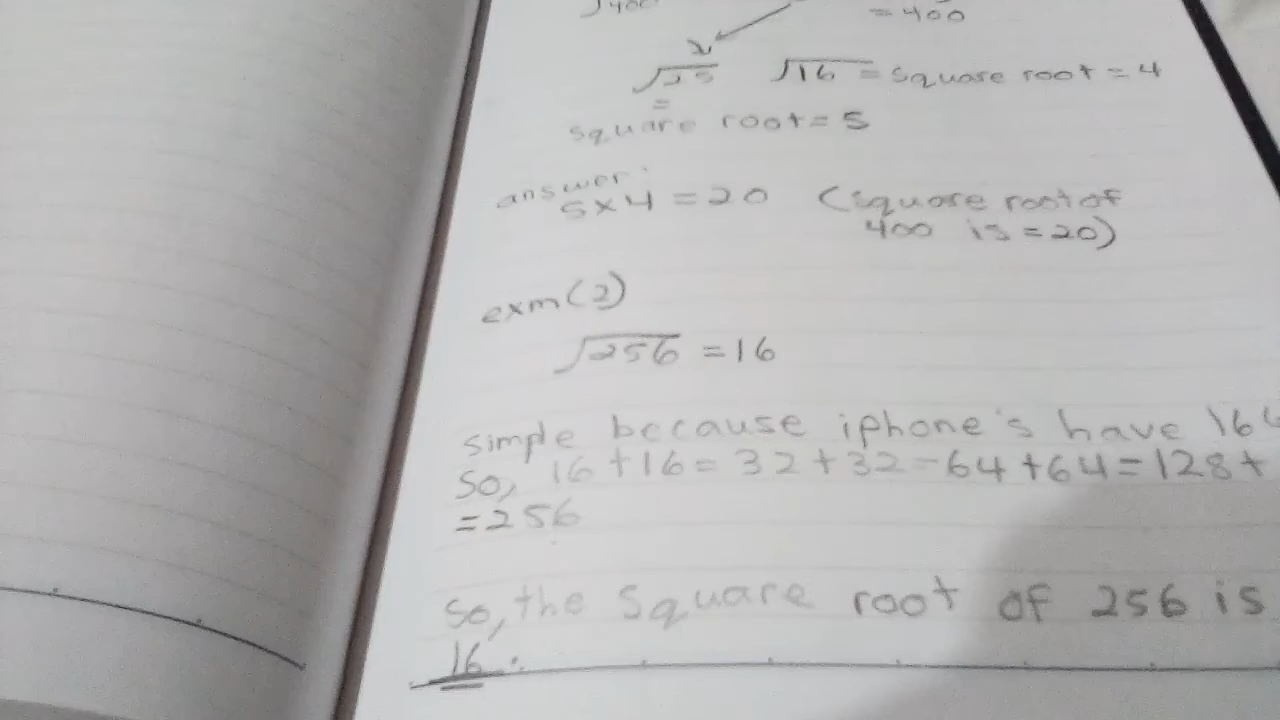 √400
= 400
√25 √16 = square root = 4
=
square root = 5
answer:
5 × 4 = 20 (square root of
400 is = 20)
exm(2)
√256 = 16
simple because iphone's have
So, 16 + 16 = 32 + 32 = 64 + 64 = 128 +
= 256
So, the square root of 256 is
16.